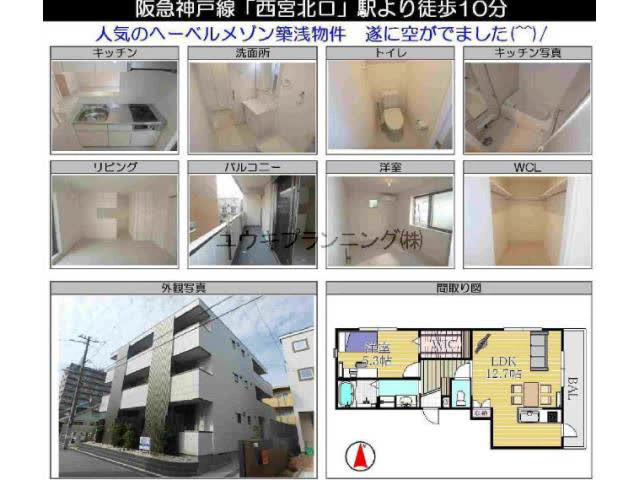 阪急神戸線「西宮北口」駅より徒歩10分
人気のヘーベルメゾン築浅物件 遂に空がでました(^^)/
キッチン
洗面所
トイレ
キッチン写真
リビング
バルコニー
洋室
WCL
ユウキプランニング㈱
外観写真
間取り図
洋室
5.3帖
WIC
LDK
12.7帖
BAL
収納